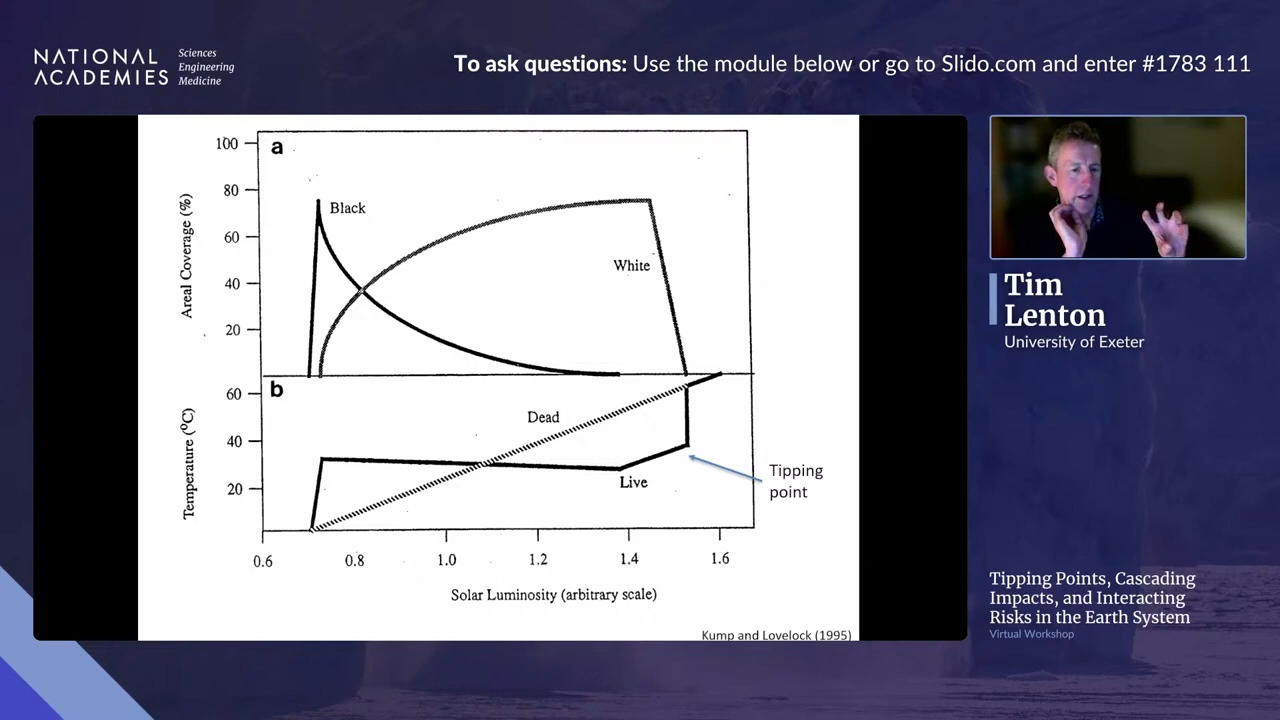 NATIONAL
ACADEMIES
Sciences
Engineering
Medicine
To ask questions: Use the module below or go to Slido.com and enter #1783 111
a
100
80
60
40
20
Areal Coverage (%)
Black
White
b
60
40
20
Temperature (⁰C)
Dead
Live
Tipping
point
0.6 0.8 1.0 1.2 1.4 1.6
Solar Luminosity (arbitrary scale)
Kump and Lovelock (1995)
Tim
Lenton
University of Exeter
Tipping Points, Cascading
Impacts, and Interacting
Risks in the Earth System
Virtual Workshop